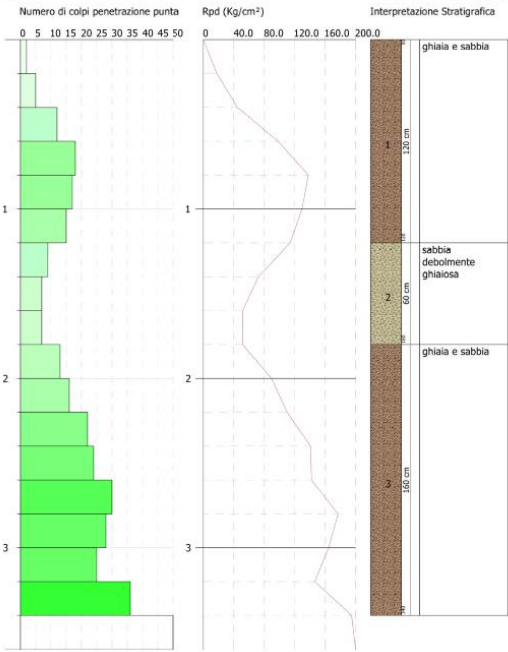 Numero di colpi penetrazione punta
Rpd (Kg/cm²)
Interpretazione Stratigrafica
0 5 10 15 20 25 30 35 40 45 50
0 40.0 80.0 120.0 160.0 200.0
ghiaia e sabbia
1
120 cm
1
1
sabbia
debolmente
ghiaiosa
2
60 cm
ghiaia e sabbia
2
2
3
160 cm
3
3